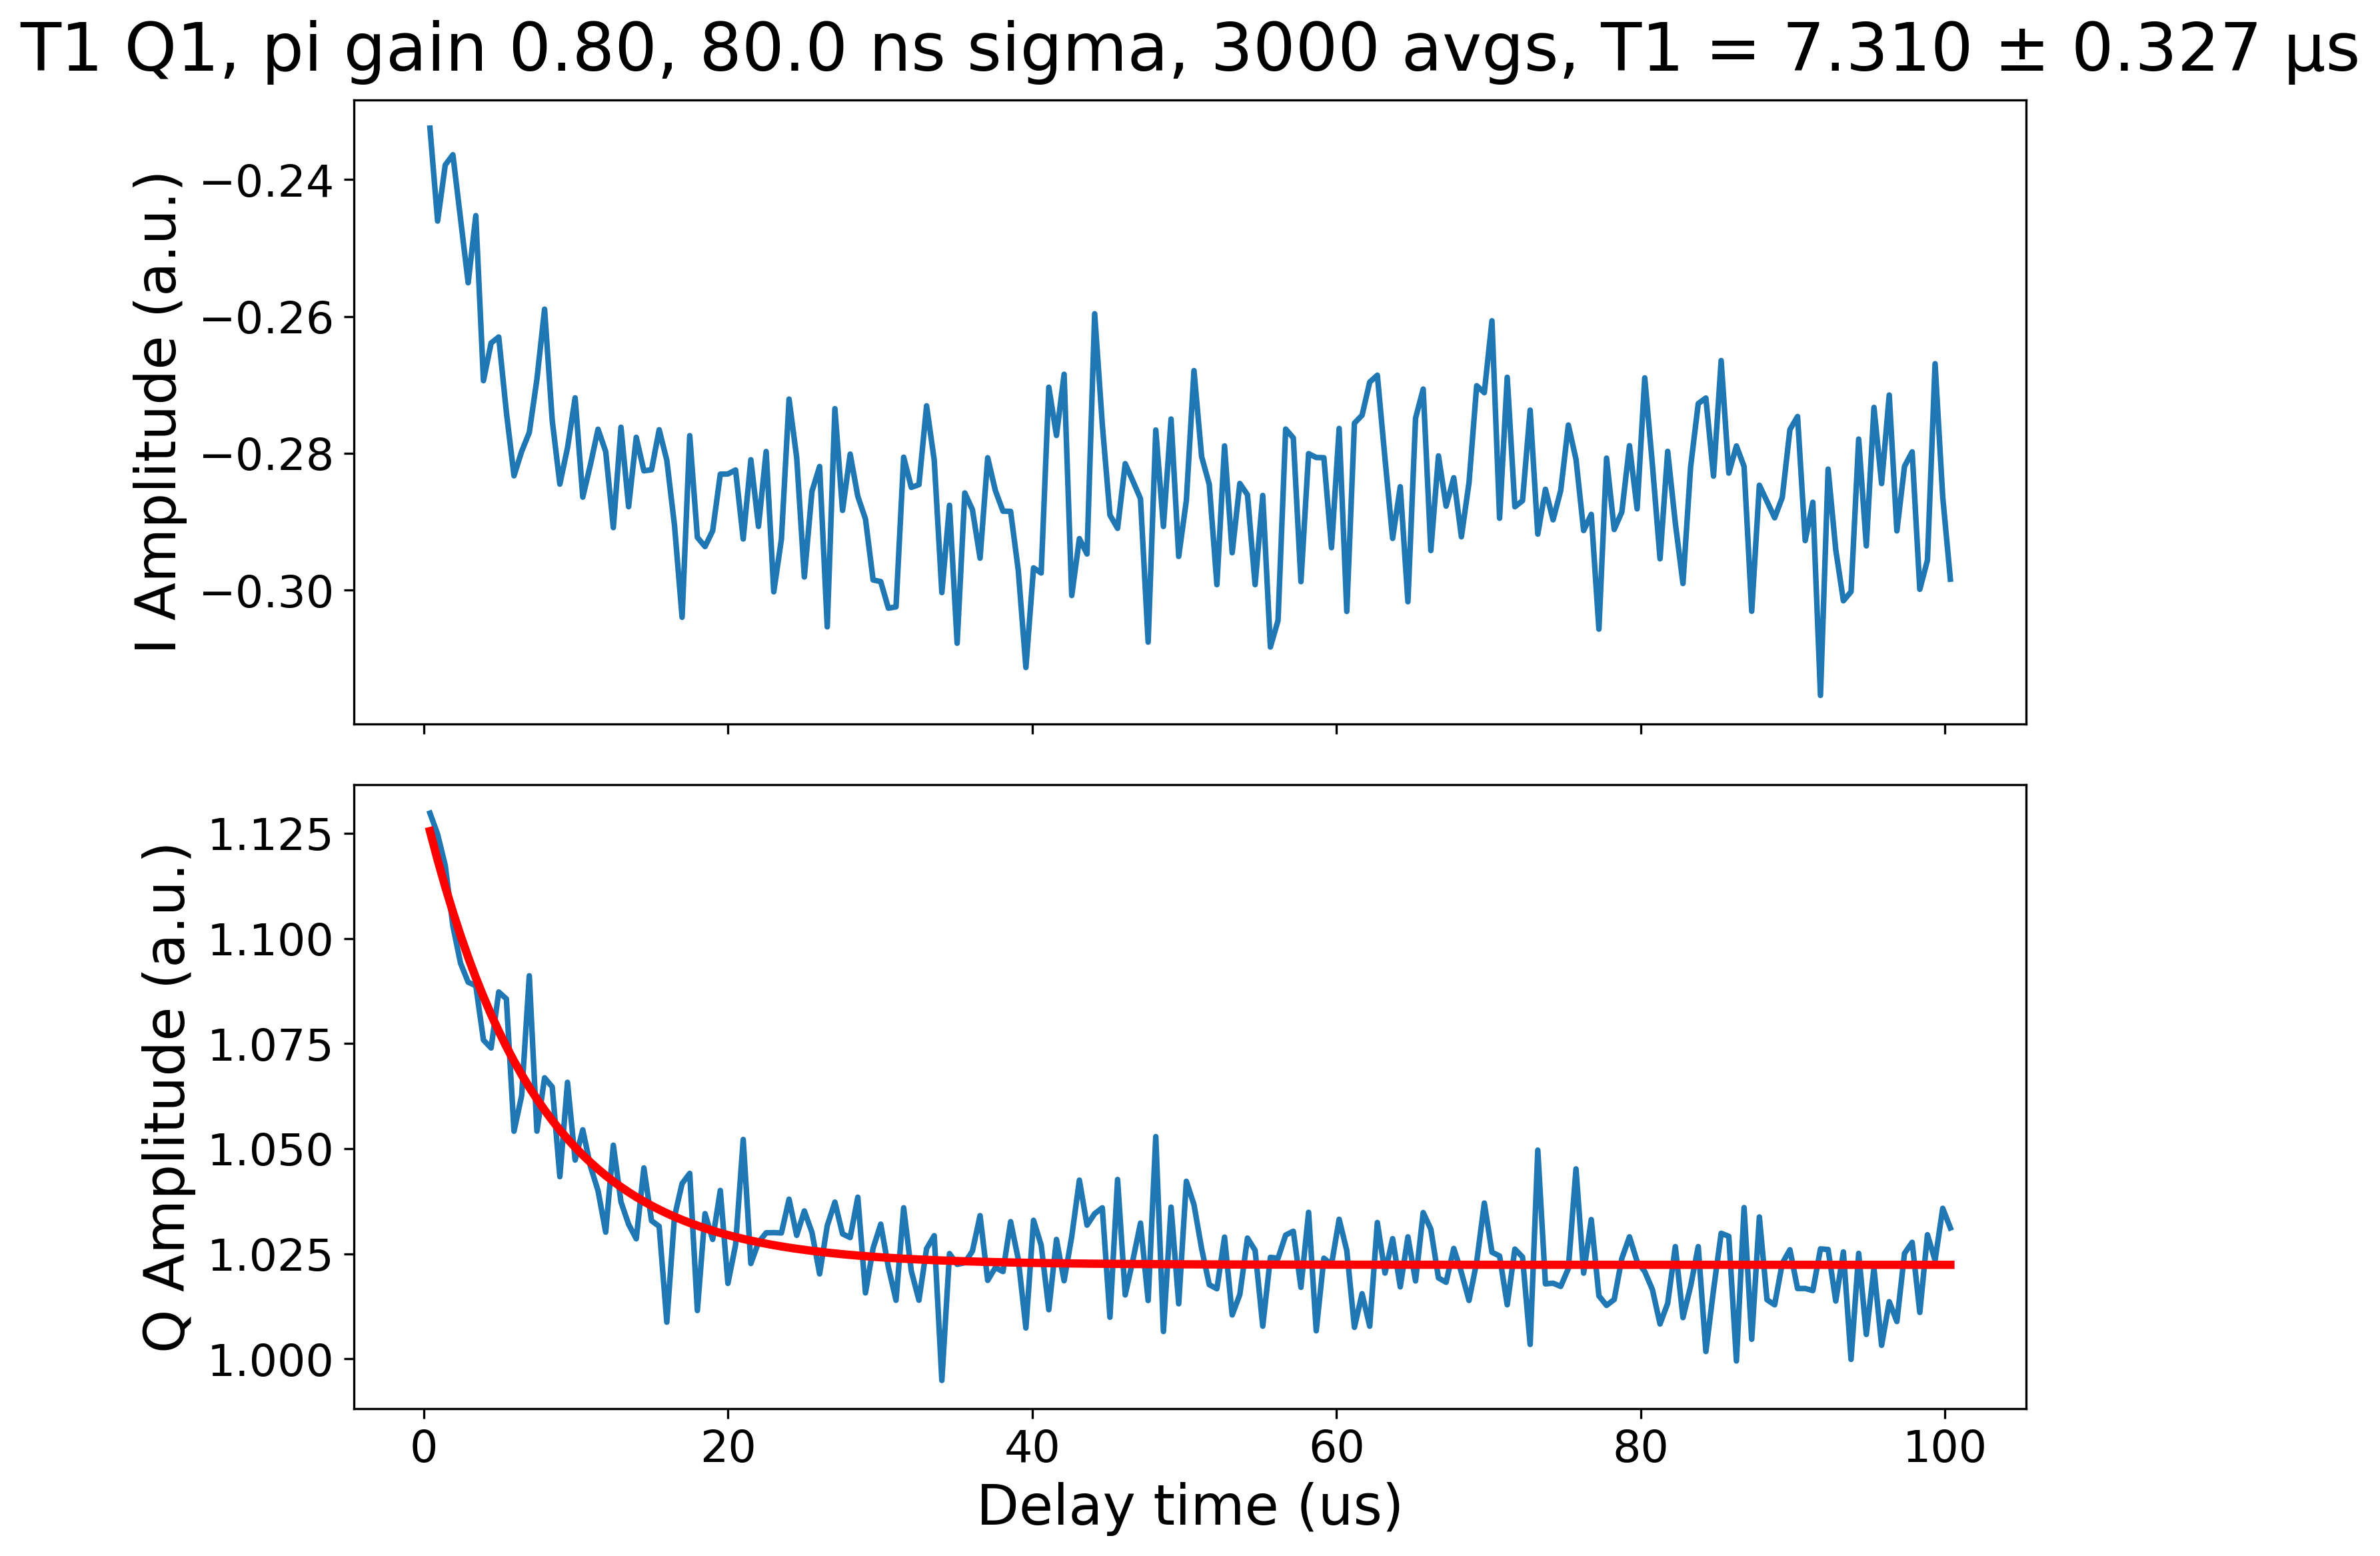 T1 Q1, pi gain 0.80, 80.0 ns sigma, 3000 avgs, T1 = 7.310 ± 0.327 µs
I Amplitude (a.u.)
−0.24
−0.26
−0.28
−0.30
Q Amplitude (a.u.)
1.125
1.100
1.075
1.050
1.025
1.000
0 20 40 60 80 100
Delay time (us)